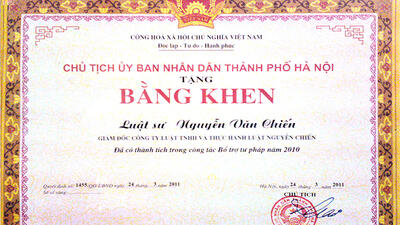 CỘNG HOÀ XÃ HỘI CHỦ NGHĨA VIỆT NAM
Độc lập - Tự do - Hạnh phúc
CHỦ TỊCH ỦY BAN NHÂN DÂN THÀNH PHỐ HÀ NỘI
TẶNG
BẰNG KHEN
Luật sư Nguyễn Văn Chiến
GIÁM ĐỐC CÔNG TY LUẬT TNHH VÀ THỰC HÀNH LUẬT NGUYỄN CHIẾN
Đã có thành tích trong công tác Bổ trợ tư pháp năm 2010
Quyết định số 1455/QĐ/UBND ngày 24 tháng 3 năm 2011
Số sổ vàng
Hà Nội, ngày 24 tháng 3 năm 2011
CHỦ TỊCH